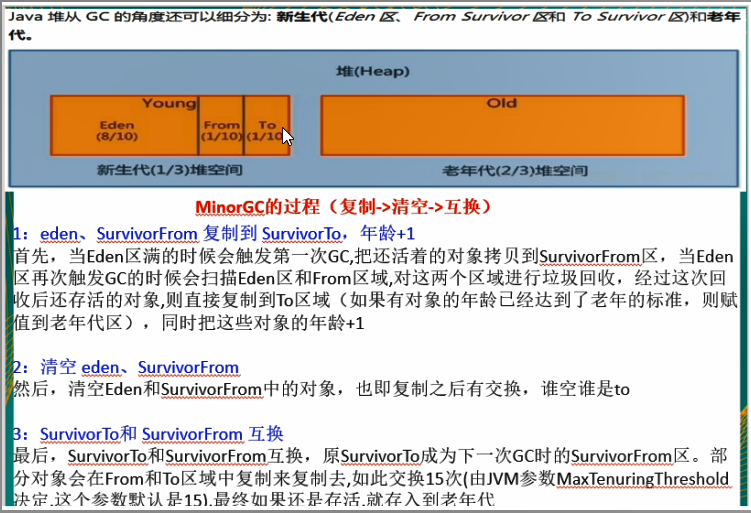 Java 堆从 GC 的角度还可以细分为: 新生代(Eden 区、From Survivor 区和 To Survivor 区)和老年
代。
堆(Heap)
Young
Old
Eden
(8/10)
From
(1/10)
To
(1/10
新生代(1/3)堆空间
老年代(2/3)堆空间
MinorGC的过程（复制->清空->互换）
1：eden、SurvivorFrom 复制到 SurvivorTo，年龄+1
首先，当Eden区满的时候会触发第一次GC,把还活着的对象拷贝到SurvivorFrom区，当Eden
区再次触发GC的时候会扫描Eden区和From区域,对这两个区域进行垃圾回收，经过这次回
收后还存活的对象,则直接复制到To区域（如果有对象的年龄已经达到了老年的标准，则赋
值到老年代区），同时把这些对象的年龄+1
2：清空 eden、SurvivorFrom
然后，清空Eden和SurvivorFrom中的对象，也即复制之后有交换，谁空谁是to
3：SurvivorTo和 SurvivorFrom 互换
最后，SurvivorTo和SurvivorFrom互换，原SurvivorTo成为下一次GC时的SurvivorFrom区。部
分对象会在From和To区域中复制来复制去,如此交换15次(由JVM参数MaxTenuringThreshold
决定,这个参数默认是15),最终如果还是存活,就存入到老年代